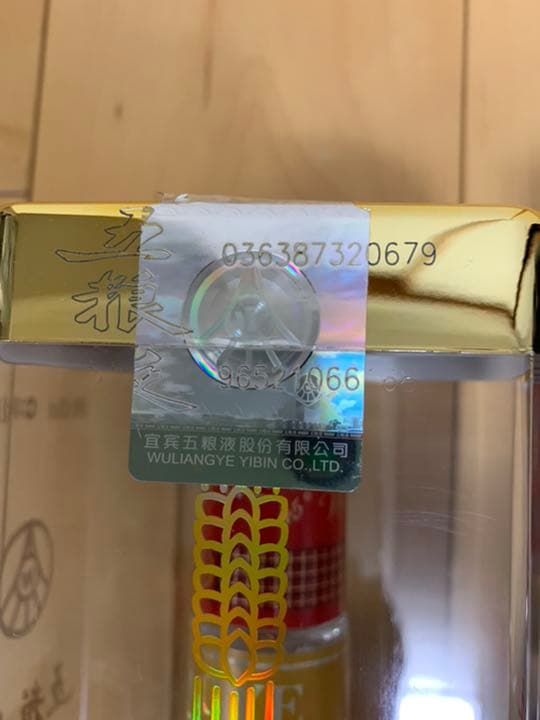 036387320679
五粮液
96521066
宜宾五粮液股份有限公司
WULIANGYE YIBIN CO.,LTD.